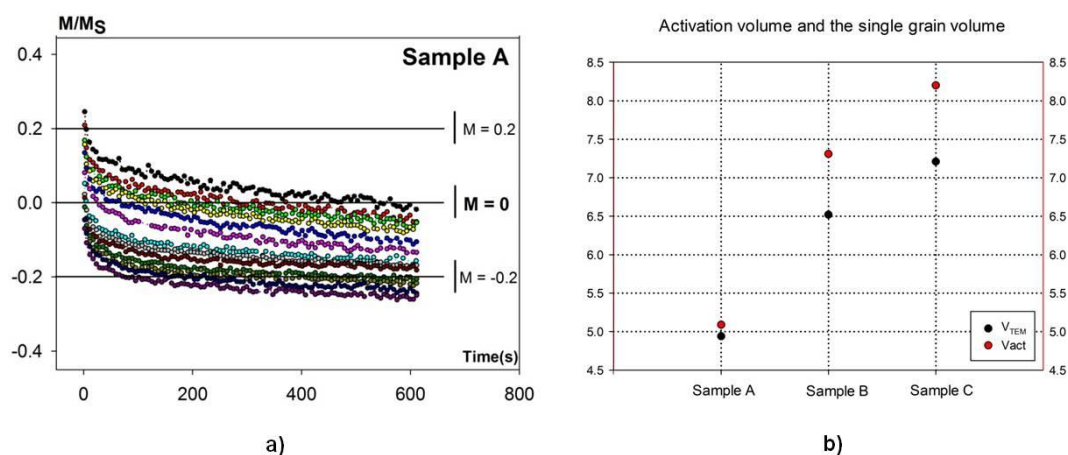 M/MS
Sample A
0.4
0.2
0.0
-0.2
-0.4
M = 0.2
M = 0
M = -0.2
Time(s)
0 200 400 600 800
a)
Activation volume and the single grain volume
8.5 8.5
8.0 8.0
7.5 7.5
7.0 7.0
6.5 6.5
6.0 6.0
5.5 5.5
5.0 5.0
4.5 4.5
VTEM
Vact
Sample A Sample B Sample C
b)